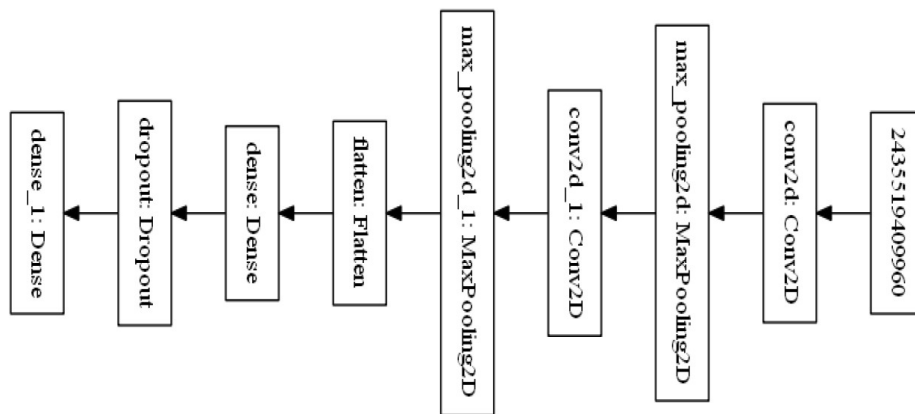 2435519409960
conv2d: Conv2D
max_pooling2d: MaxPooling2D
conv2d_1: Conv2D
max_pooling2d_1: MaxPooling2D
flatten: Flatten
dense: Dense
dropout: Dropout
dense_1: Dense